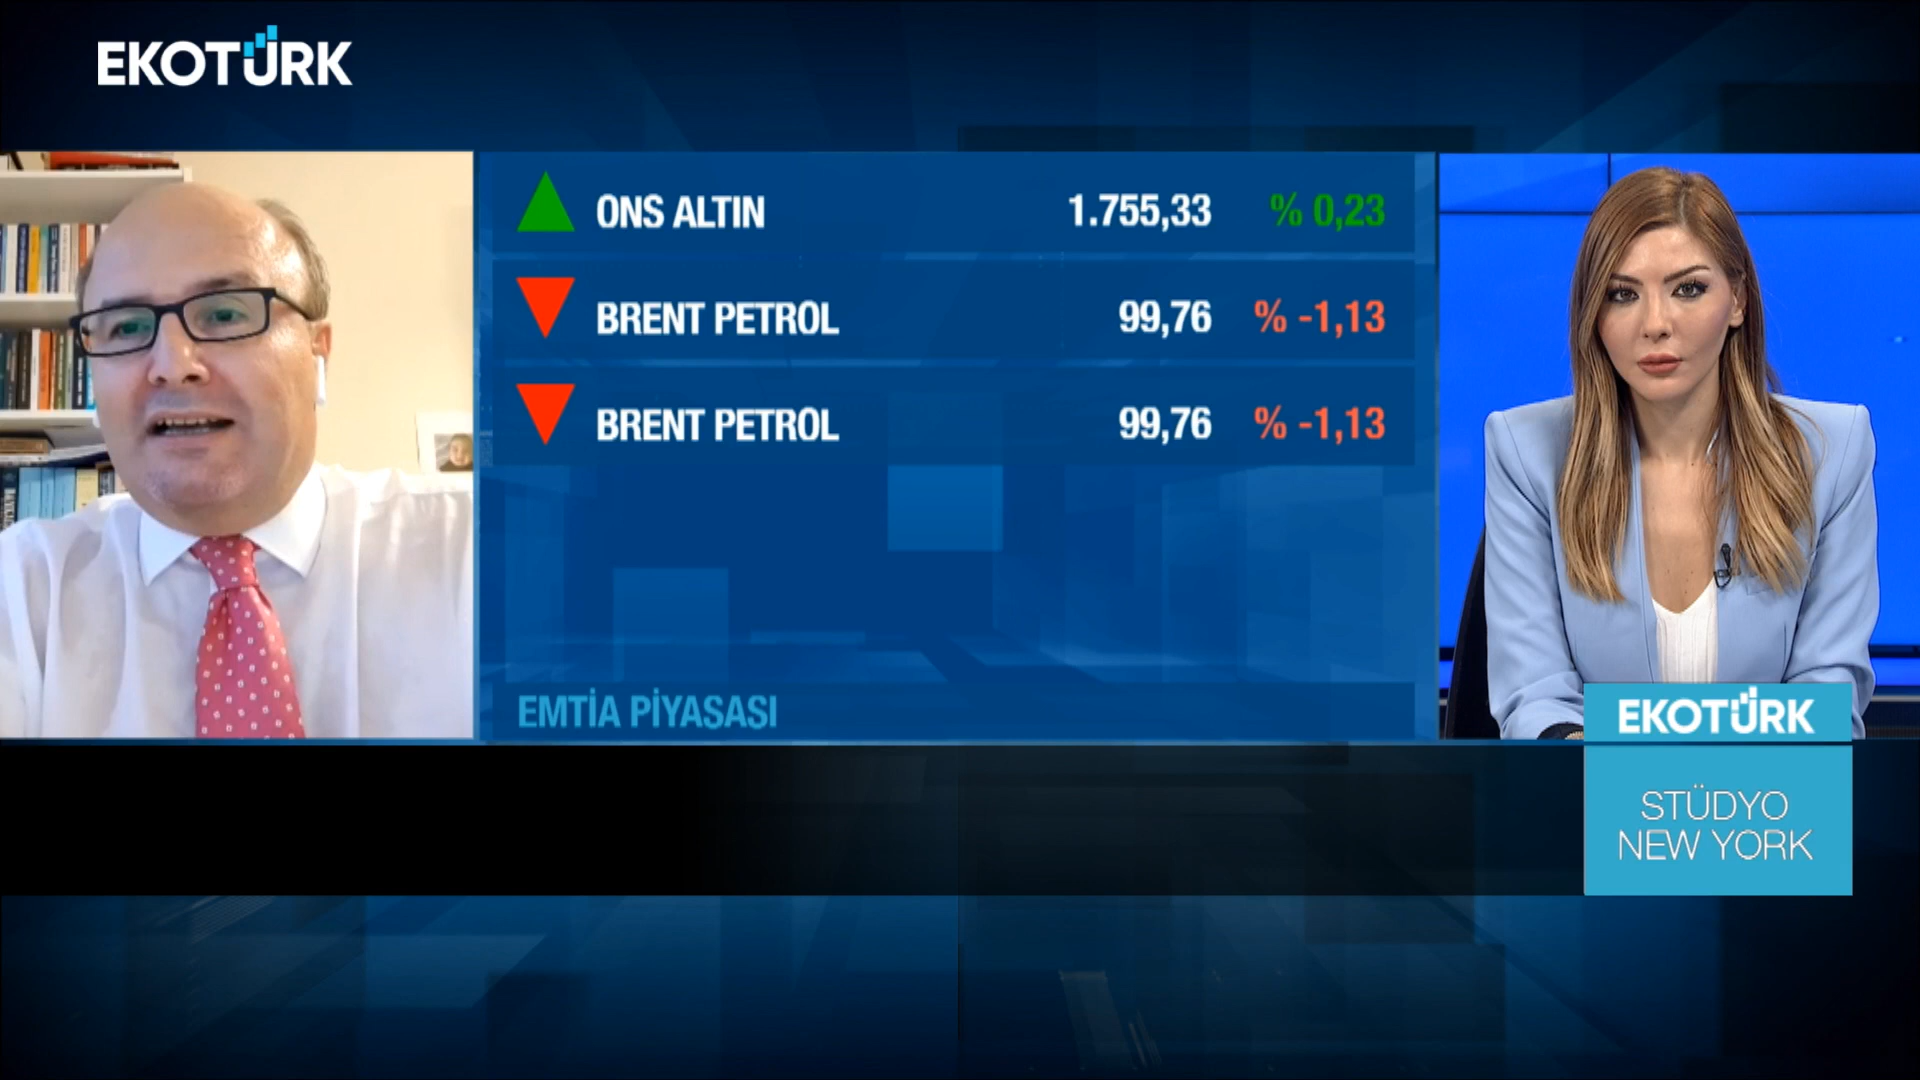 EKOTÜRK
ONS ALTIN 1.755,33 % 0,23
BRENT PETROL 99,76 % -1,13
BRENT PETROL 99,76 % -1,13
EMTİA PİYASASI
EKOTÜRK
STÜDYO
NEW YORK